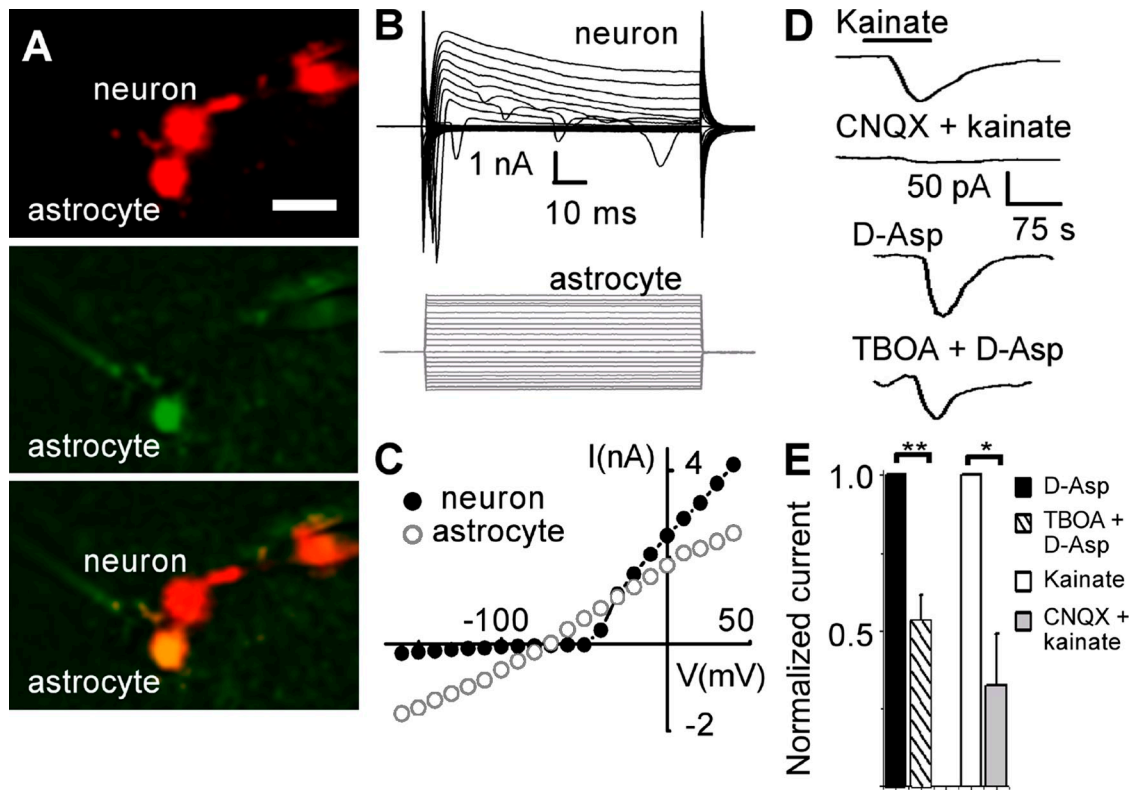 A
neuron
astrocyte
astrocyte
neuron
astrocyte
B
neuron
1 nA
10 ms
astrocyte
C
I(nA)
4
neuron
astrocyte
-100
50
V(mV)
-2
D
Kainate
CNQX + kainate
50 pA
75 s
D-Asp
TBOA + D-Asp
E
**
*
1.0
0.5
Normalized current
D-Asp
TBOA +
D-Asp
Kainate
CNQX +
kainate